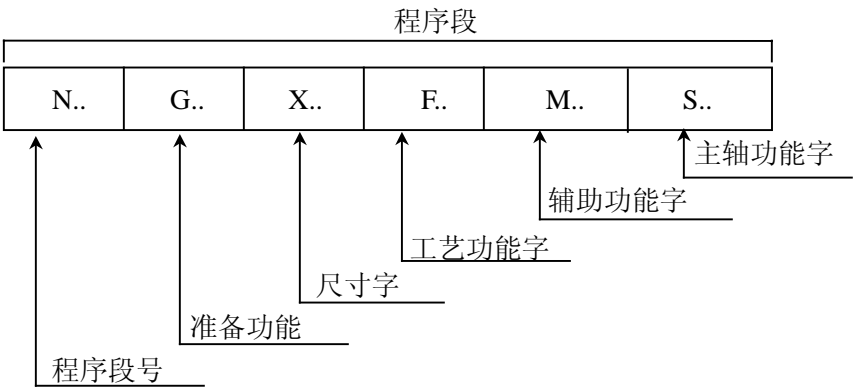 程序段
N.. G.. X.. F.. M.. S..
主轴功能字
辅助功能字
工艺功能字
尺寸字
准备功能
程序段号